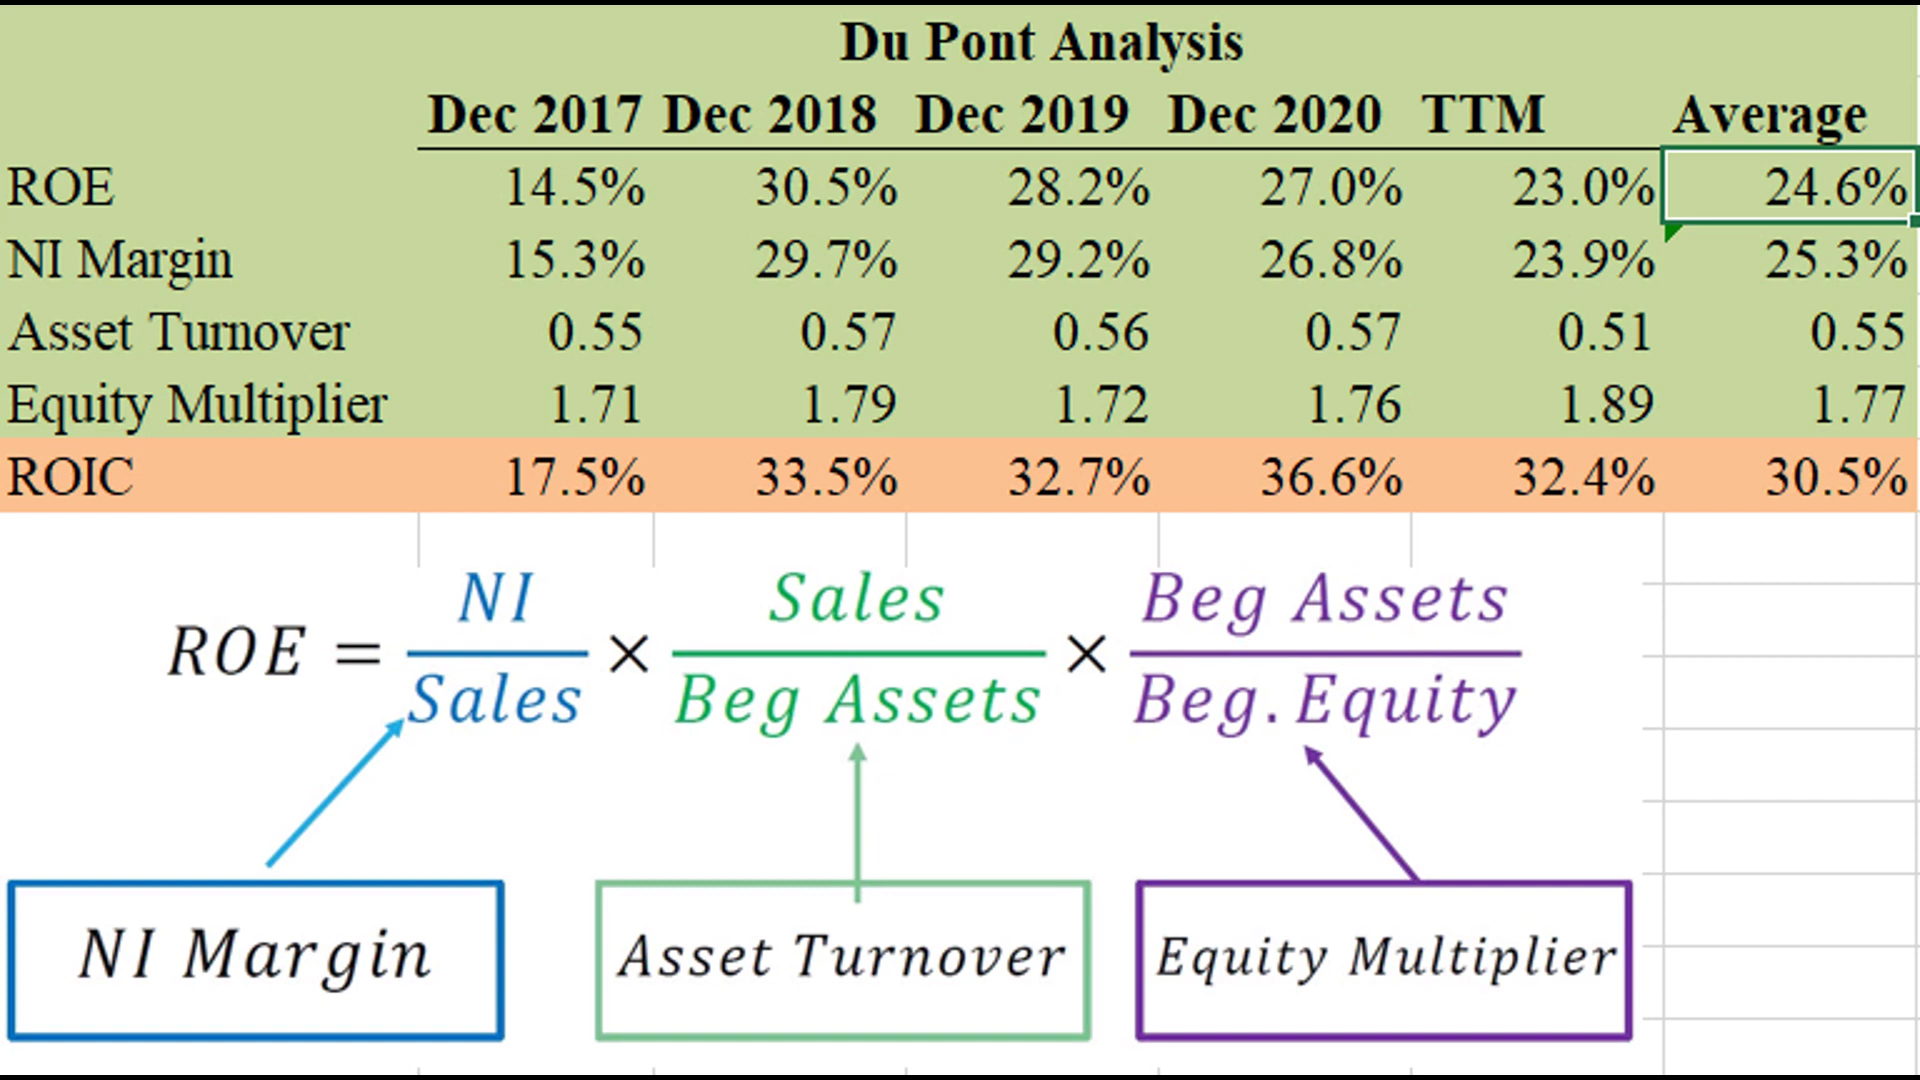 Du Pont Analysis
Dec 2017 Dec 2018 Dec 2019 Dec 2020 TTM Average
ROE 14.5% 30.5% 28.2% 27.0% 23.0% 24.6%
NI Margin 15.3% 29.7% 29.2% 26.8% 23.9% 25.3%
Asset Turnover 0.55 0.57 0.56 0.57 0.51 0.55
Equity Multiplier 1.71 1.79 1.72 1.76 1.89 1.77
ROIC 17.5% 33.5% 32.7% 36.6% 32.4% 30.5%
NI Sales Beg Assets
ROE = × ×
Sales Beg Assets Beg. Equity
NI Margin Asset Turnover Equity Multiplier